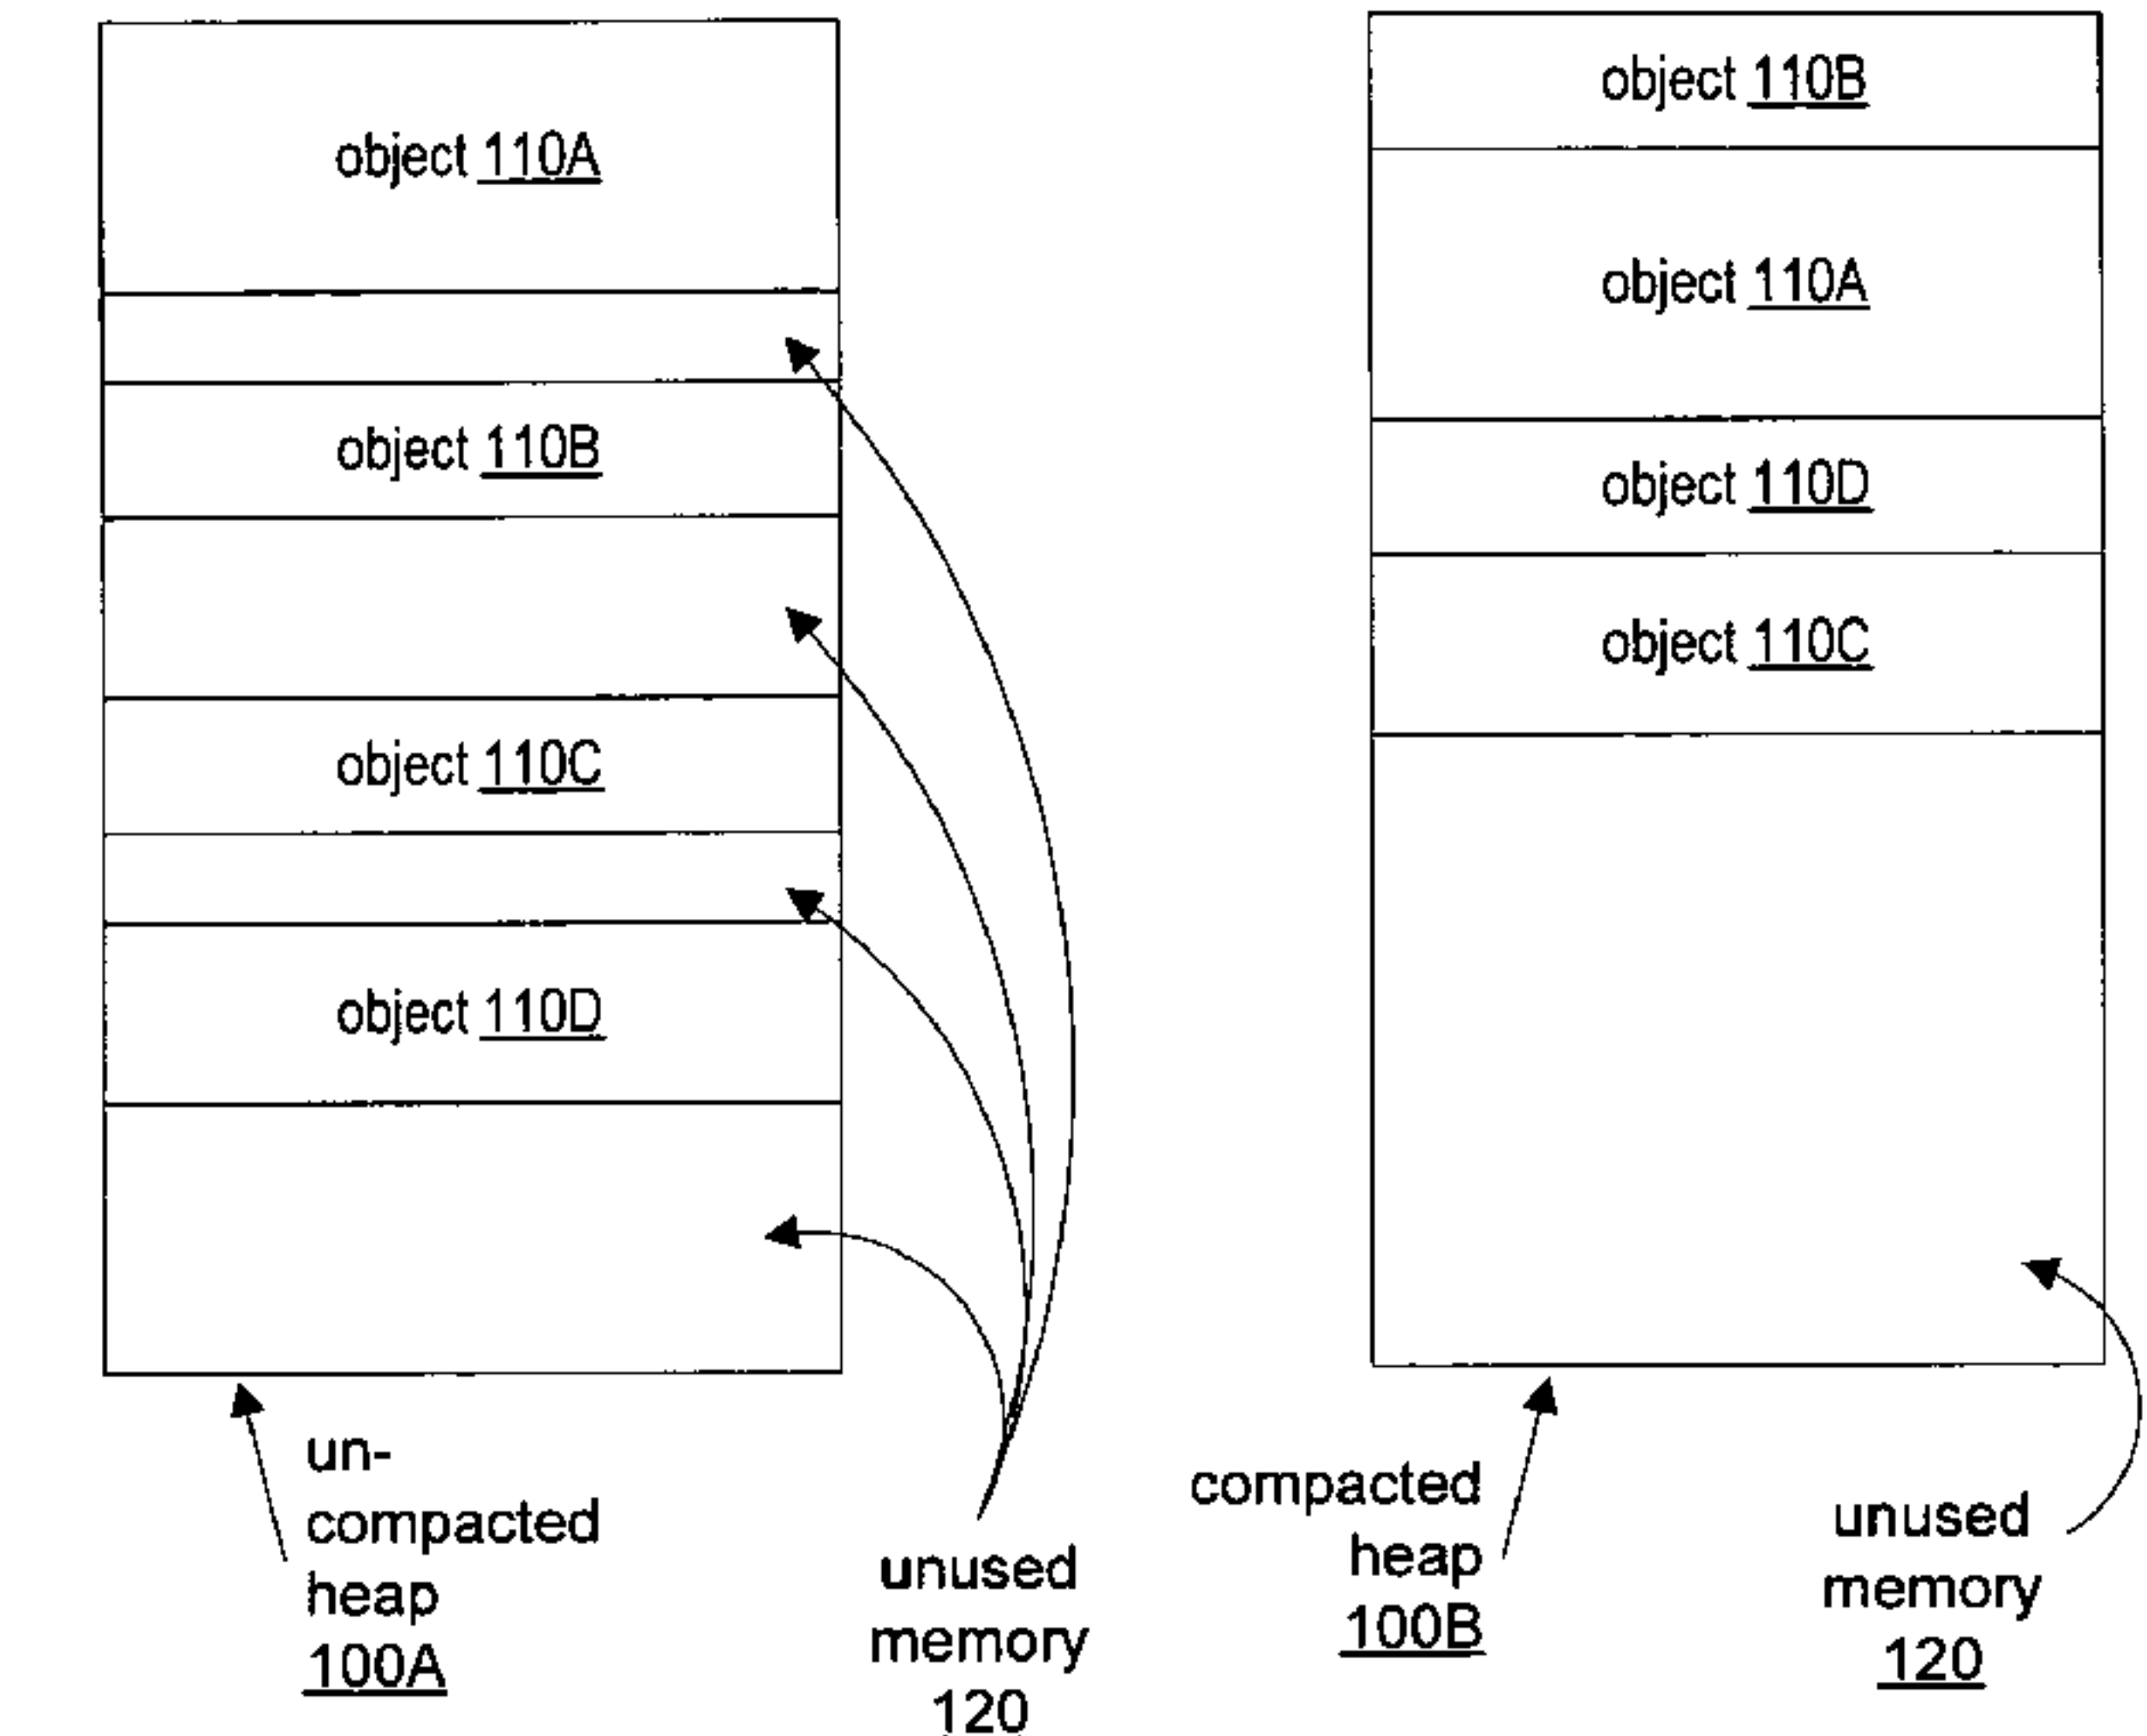 object 110A
object 110B
object 110C
object 110D
un-
compacted
heap
100A
unused
memory
120
object 110B
object 110A
object 110D
object 110C
compacted
heap
100B
unused
memory
120